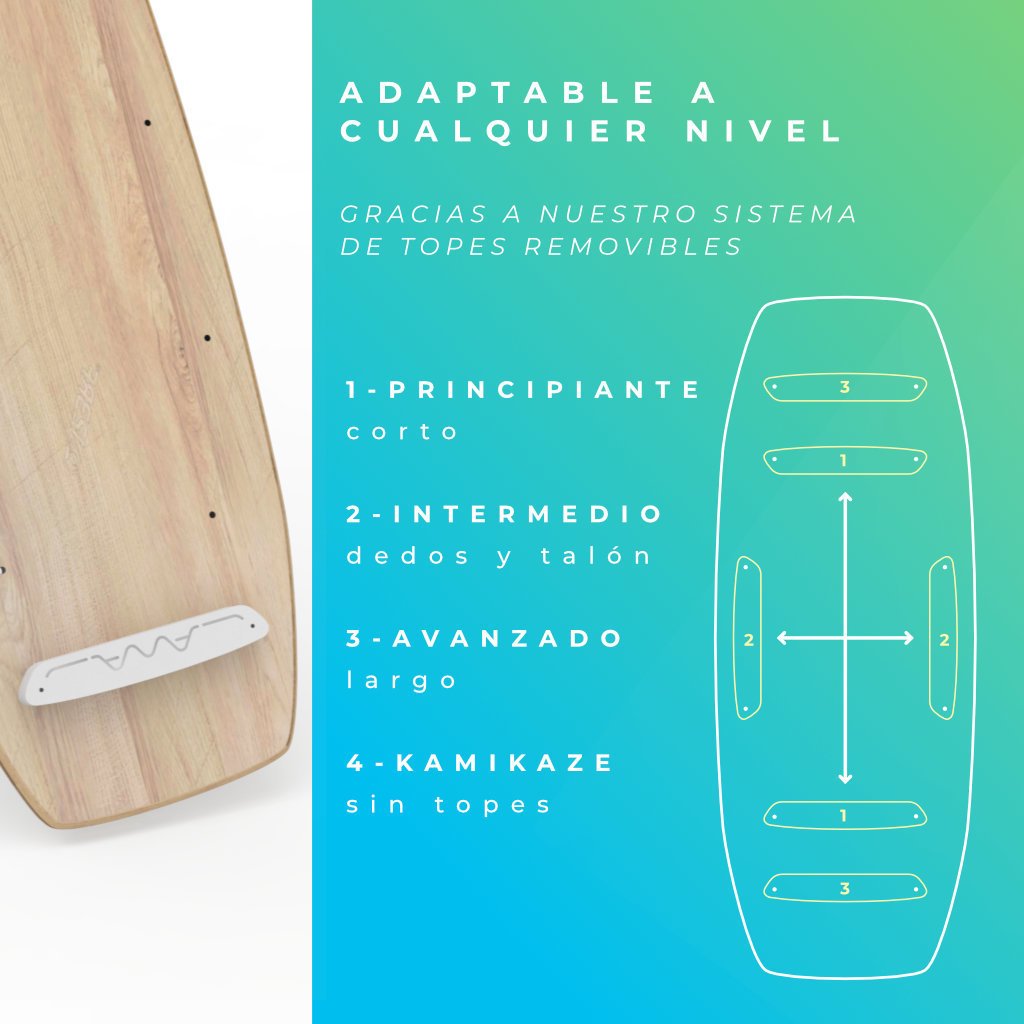 ADAPTABLE A
CUALQUIER NIVEL
GRACIAS A NUESTRO SISTEMA
DE TOPES REMOVIBLES
1-PRINCIPIANTE
corto
2-INTERMEDIO
dedos y talón
3-AVANZADO
largo
4-KAMIKAZE
sin topes
3
1
2 2
1
3